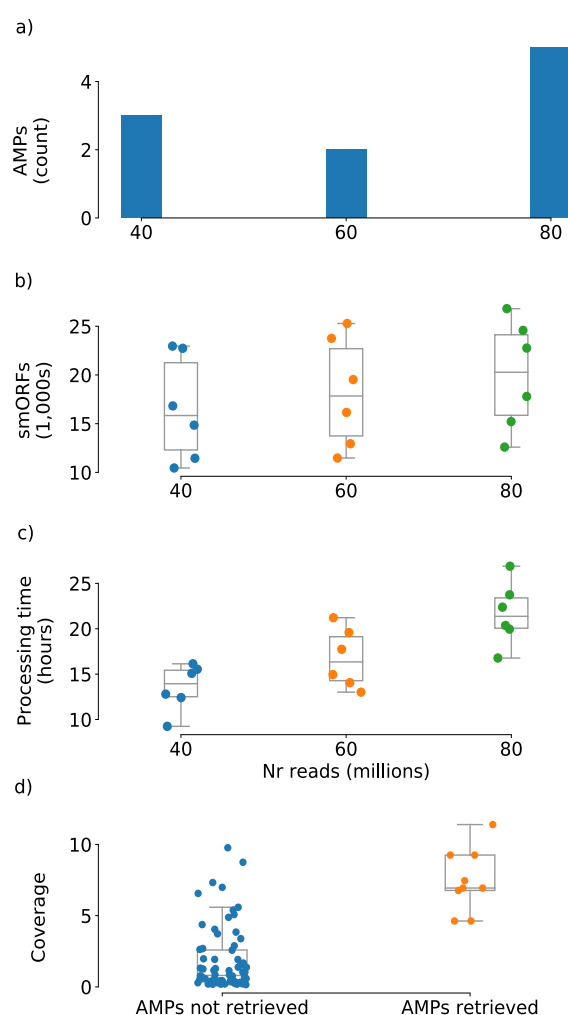 a)
4
2
0
AMPs
(count)
40 60 80
b)
25
20
15
10
smORFs
(1,000s)
40 60 80
c)
25
20
15
10
Processing time
(hours)
40 60 80
Nr reads (millions)
d)
10
5
0
Coverage
AMPs not retrieved AMPs retrieved